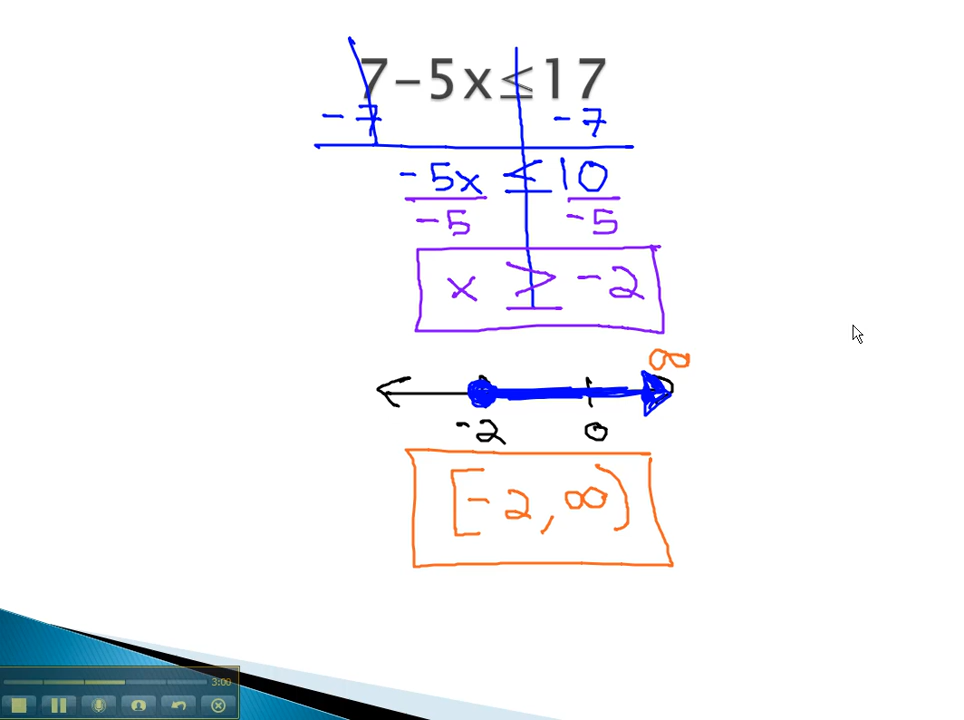 7-5x≤17
-7 -7
-5x ≤ 10
-5 -5
x ≥ -2
∞
-2 0
[-2, ∞)
3:00